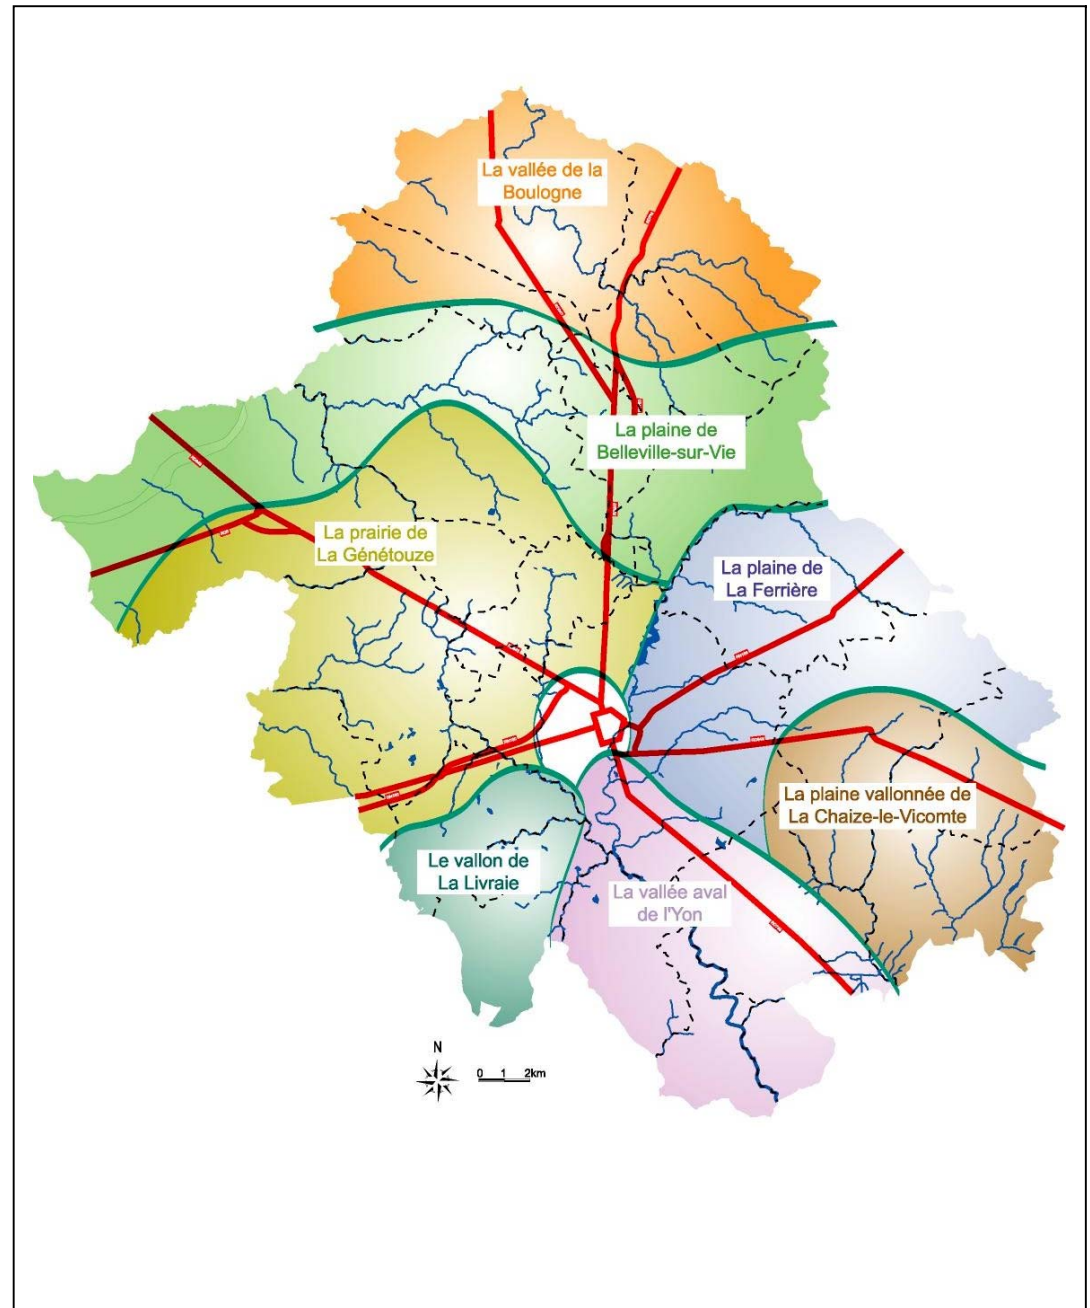 La vallée de la
Boulogne
La plaine de
Belleville-sur-Vie
La prairie de
La Génétouze
La plaine de
La Ferrière
La plaine vallonnée de
La Chaize-le-Vicomte
Le vallon de
La Livraie
La vallée aval
de l'Yon
N
0 1 2km